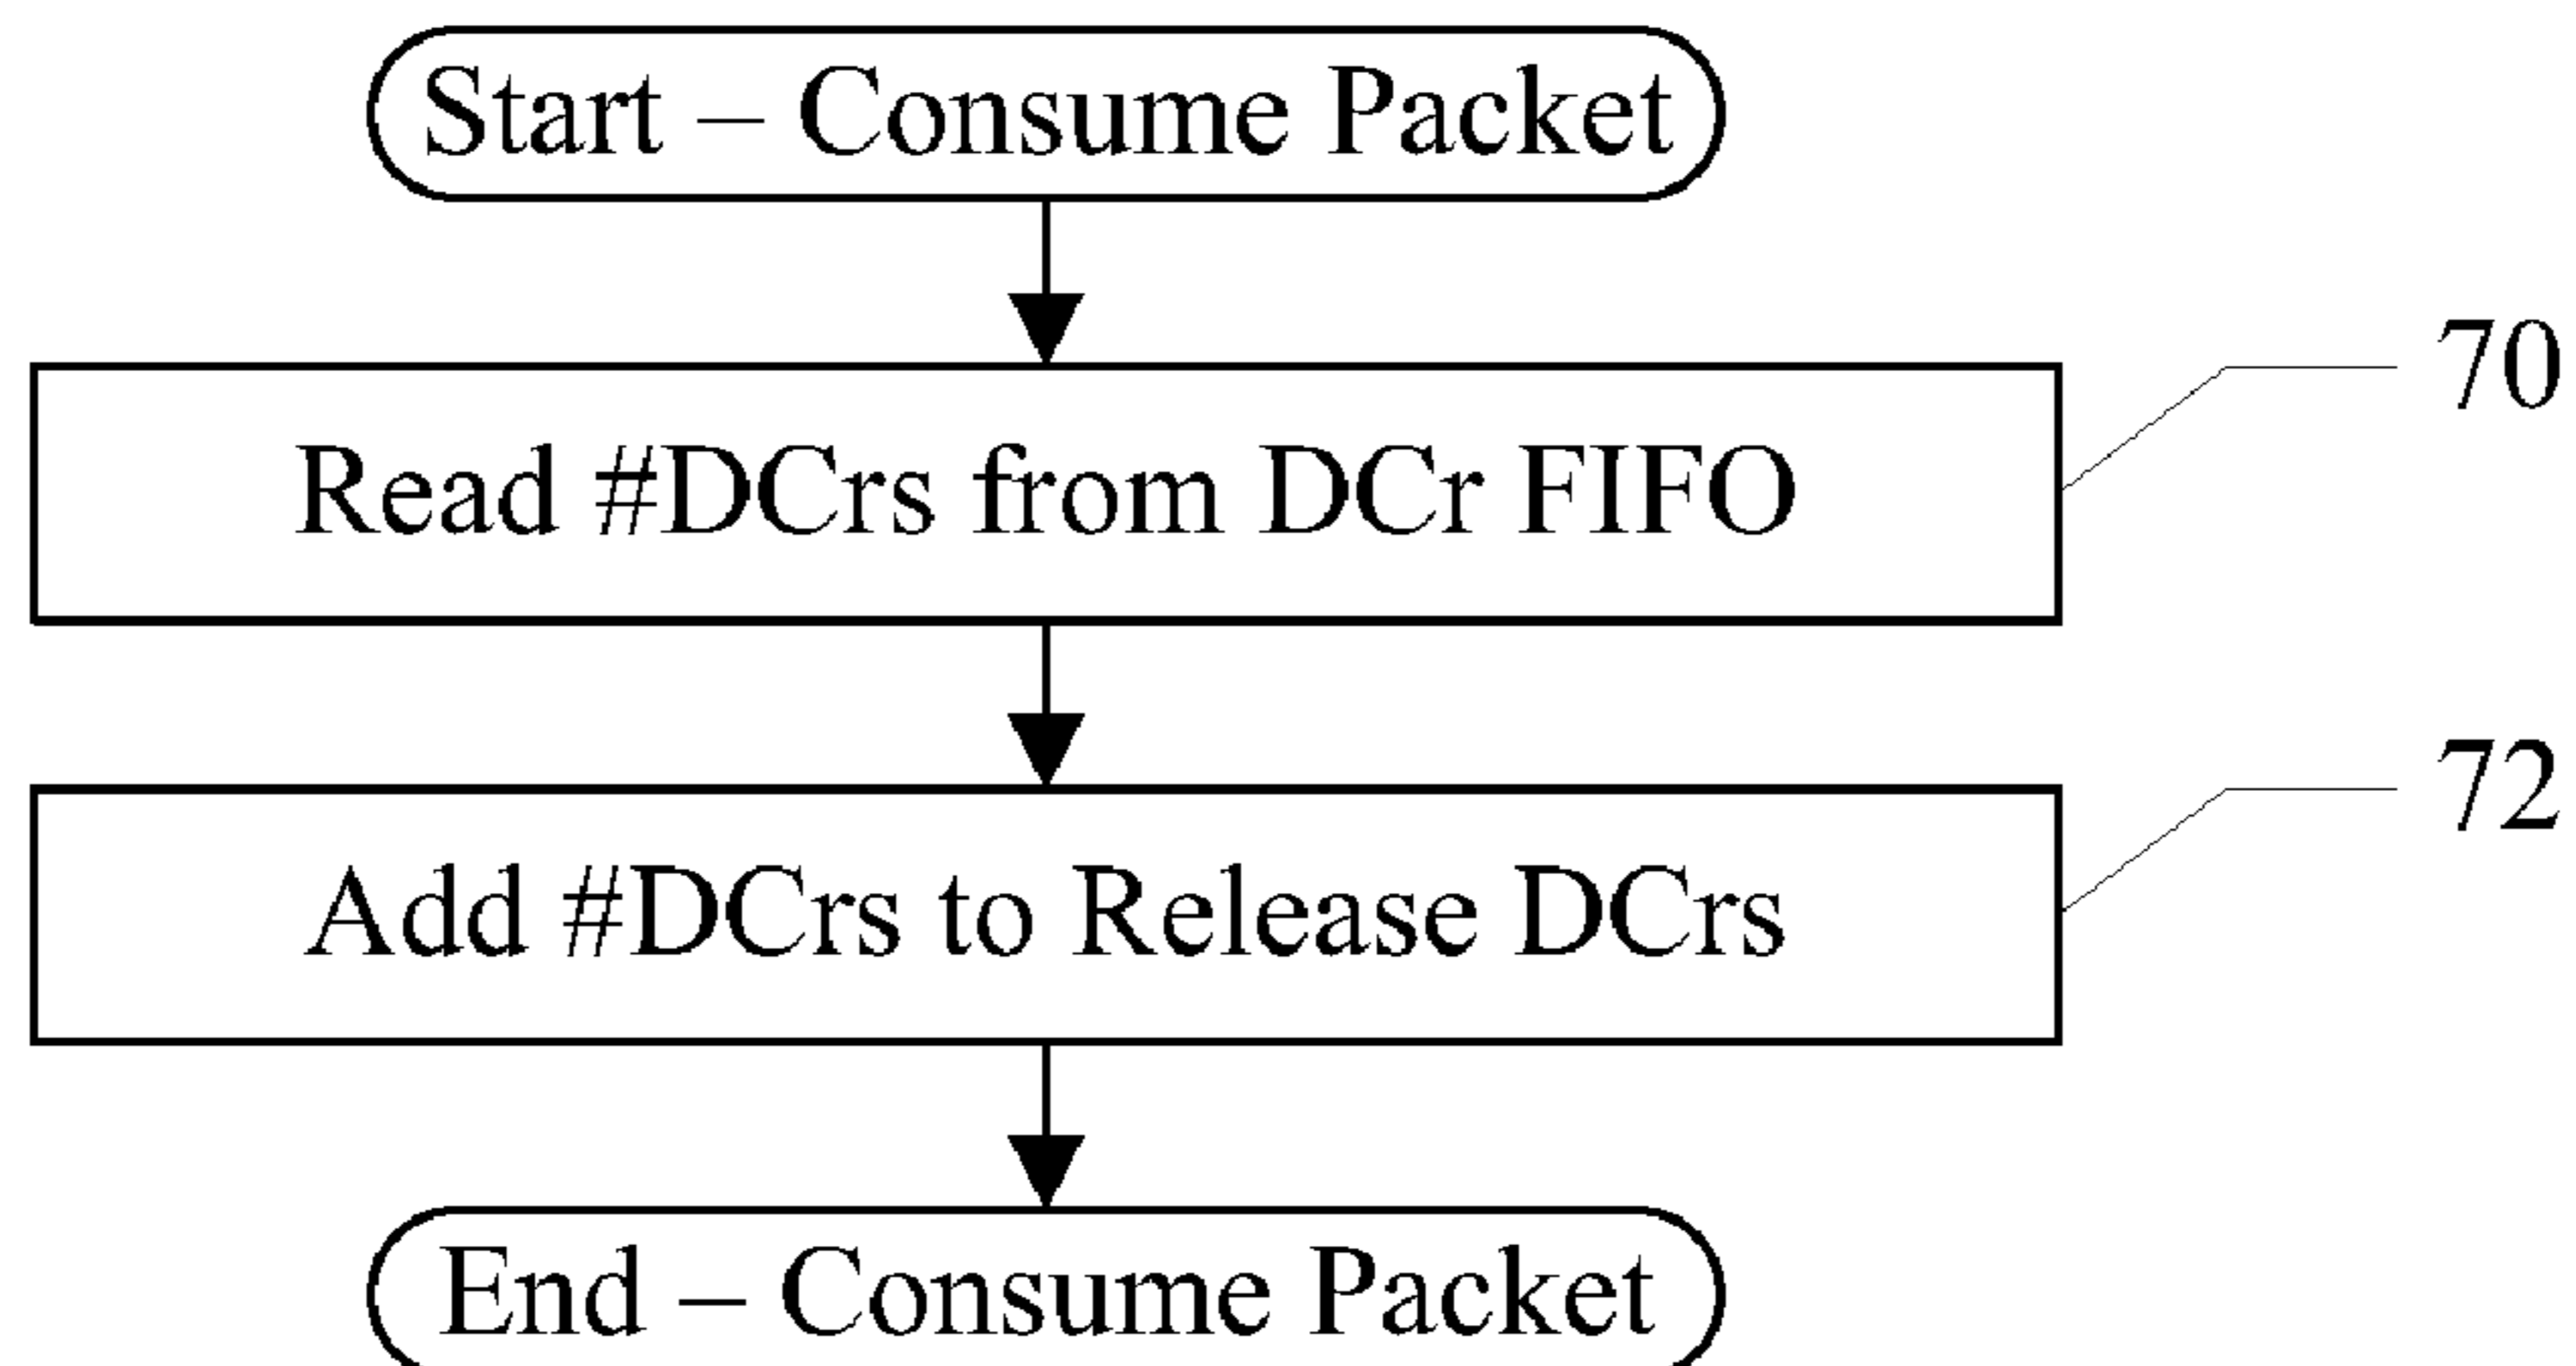 Start – Consume Packet
70
Read #DCrs from DCr FIFO
72
Add #DCrs to Release DCrs
End – Consume Packet